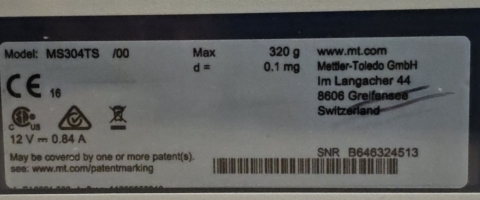 Model: MS304TS /00 Max 320 g www.mt.com
d = 0.1 mg Mettler-Toledo GmbH
Im Langacher 44
CE 16 8606 Greifensee
Switzerland
C US
12 V ⎓ 0.84 A
May be covered by one or more patent(s).
see: www.mt.com/patentmarking
SNR B646324513